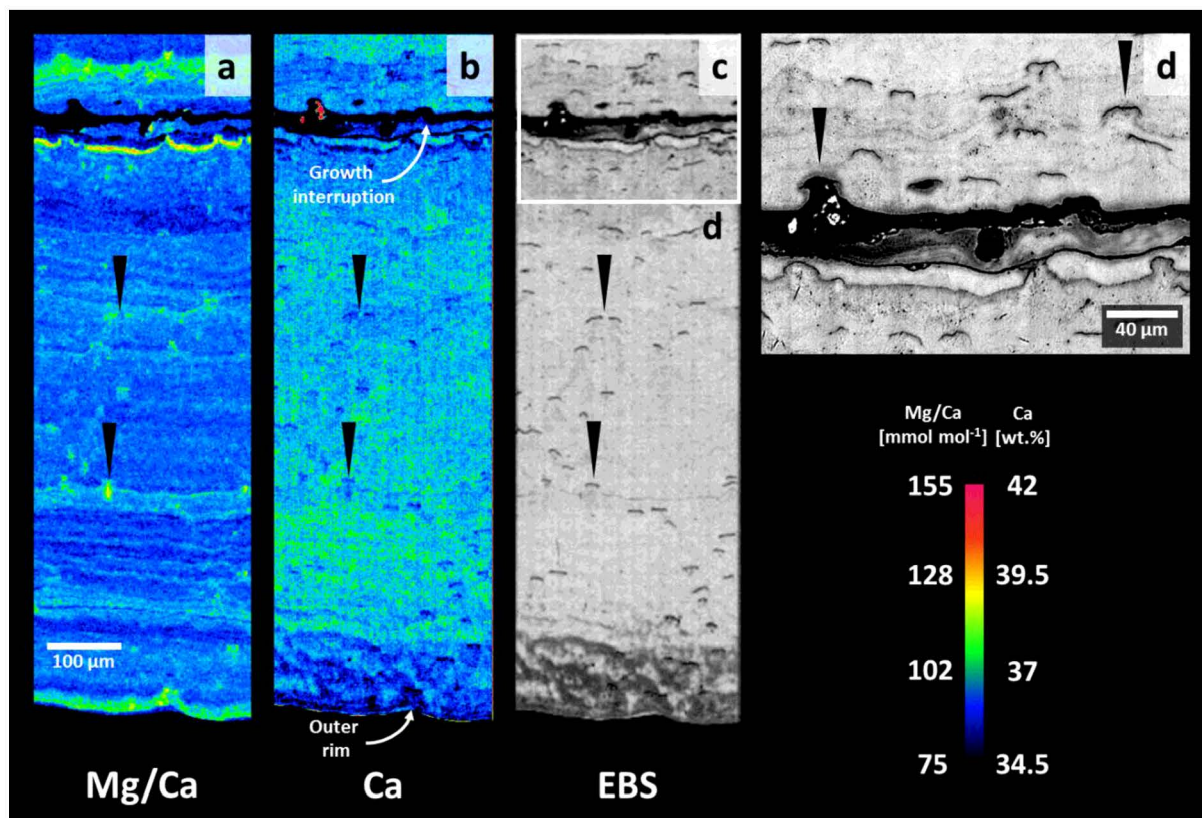 a
b
c
d
Growth
interruption
d
40 µm
Mg/Ca
[mmol mol-1]
Ca
[wt.%]
155
42
128
39.5
102
37
75
34.5
100 µm
Outer
rim
Mg/Ca
Ca
EBS